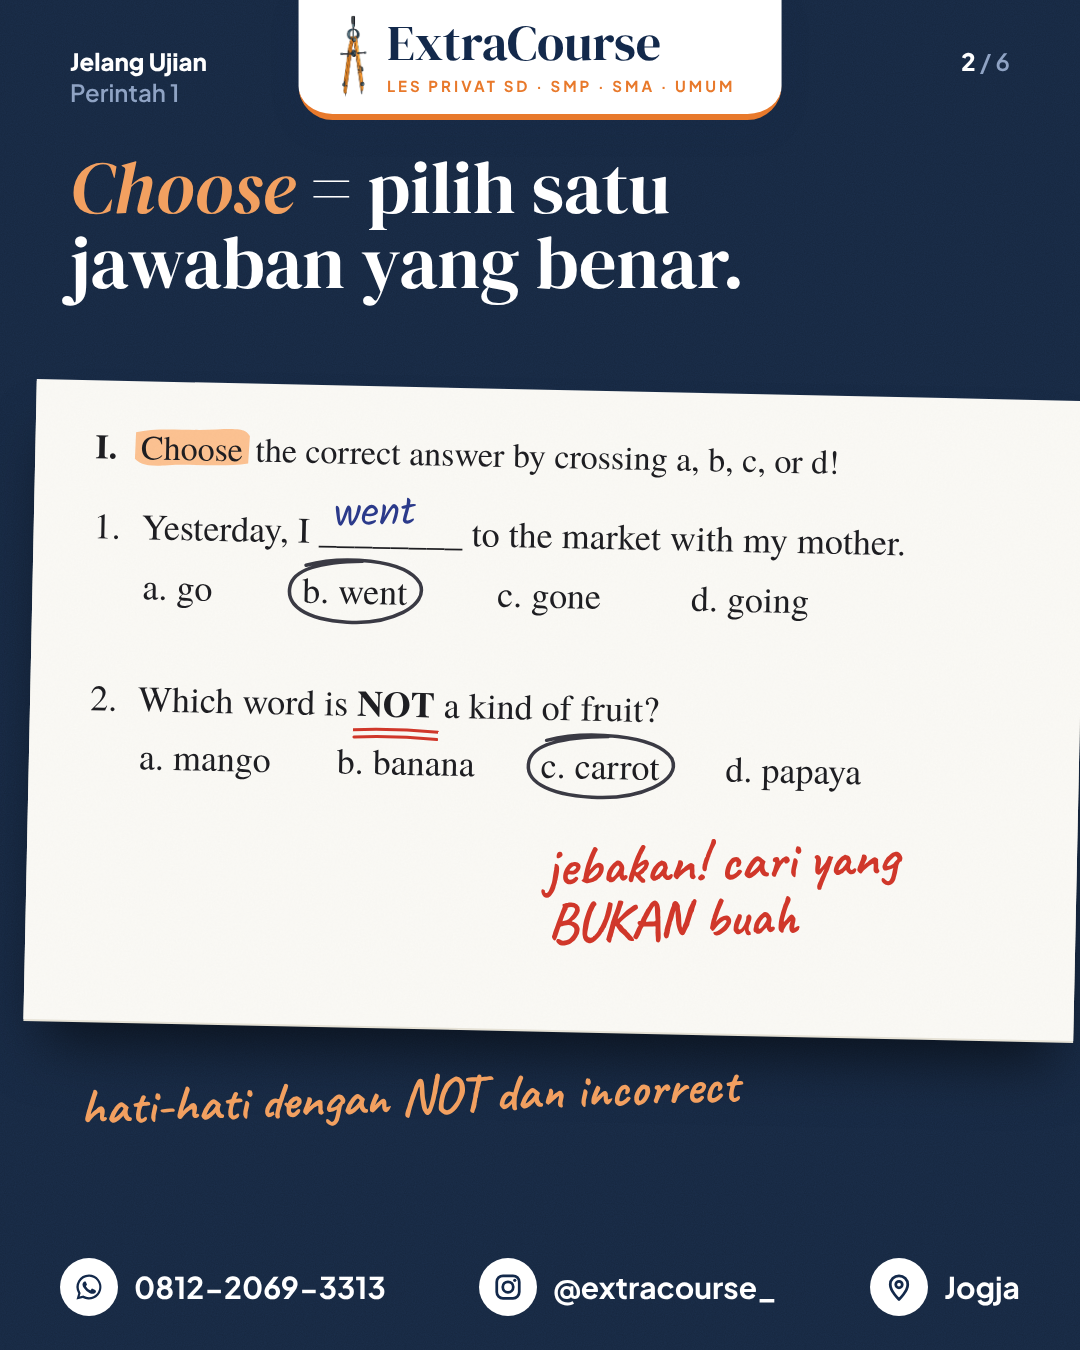 Jelang Ujian
Perintah 1
ExtraCourse
LES PRIVAT SD · SMP · SMA · UMUM
2 / 6
Choose = pilih satu
jawaban yang benar.
I. Choose the correct answer by crossing a, b, c, or d!
1. Yesterday, I ________ to the market with my mother.
went
a. go b. went c. gone d. going
2. Which word is NOT a kind of fruit?
a. mango b. banana c. carrot d. papaya
jebakan! cari yang
BUKAN buah
hati-hati dengan NOT dan incorrect
0812-2069-3313 @extracourse_ Jogja